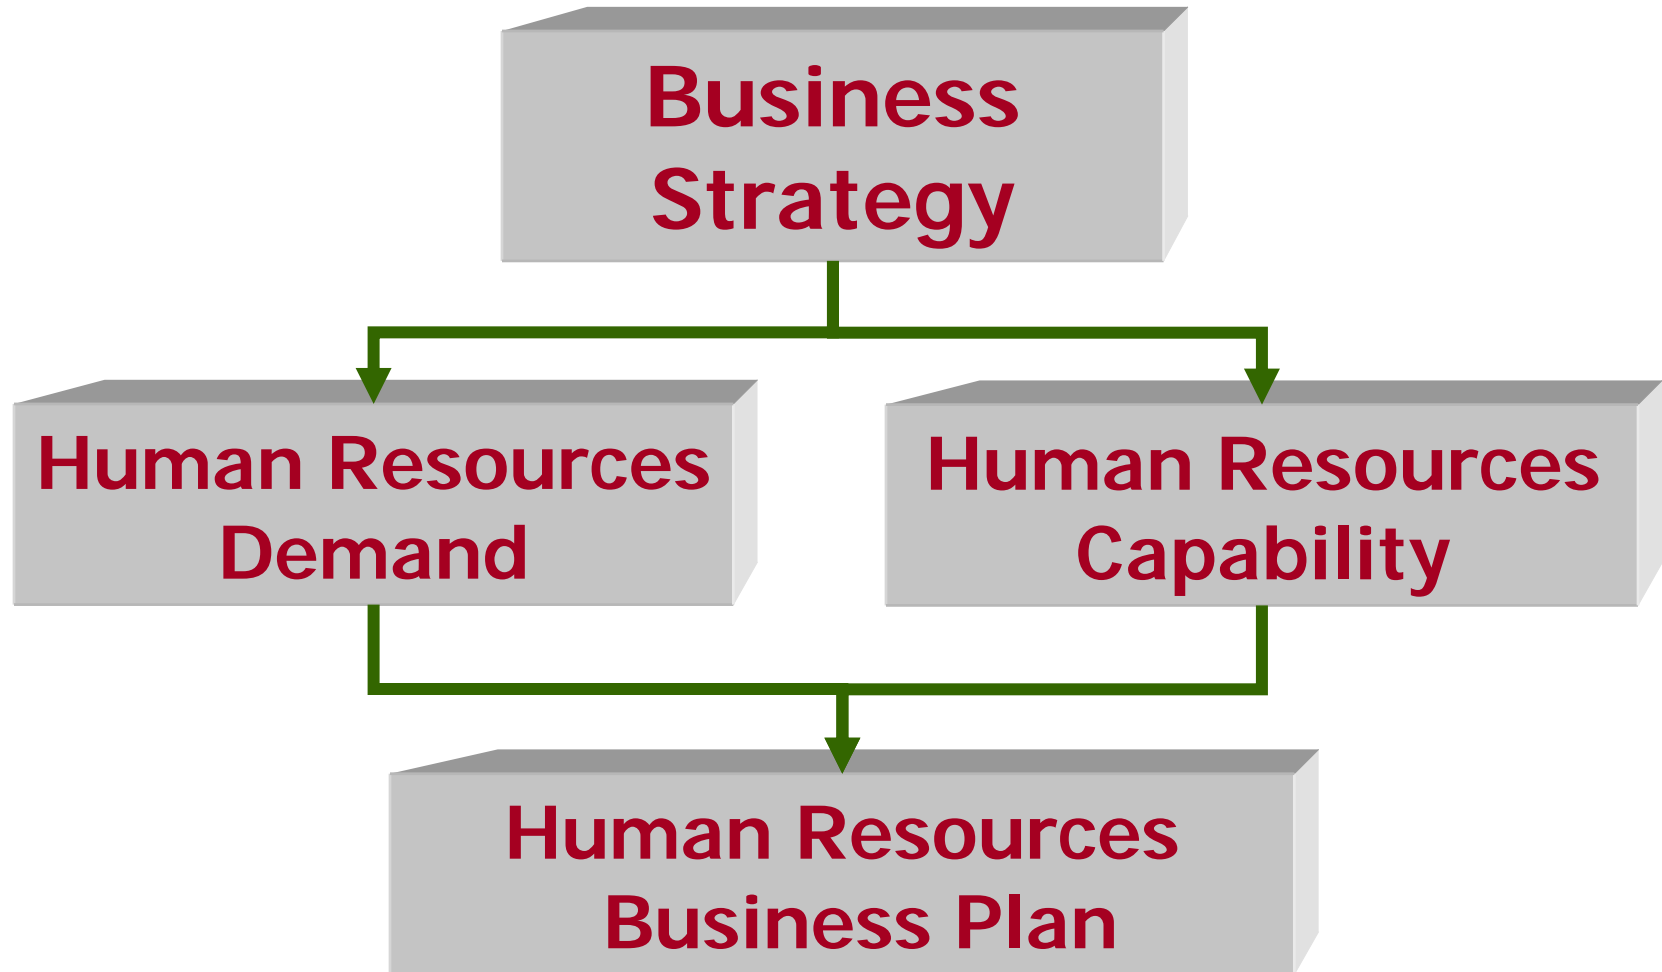 Business
Strategy
Human Resources
Demand
Human Resources
Capability
Human Resources
Business Plan